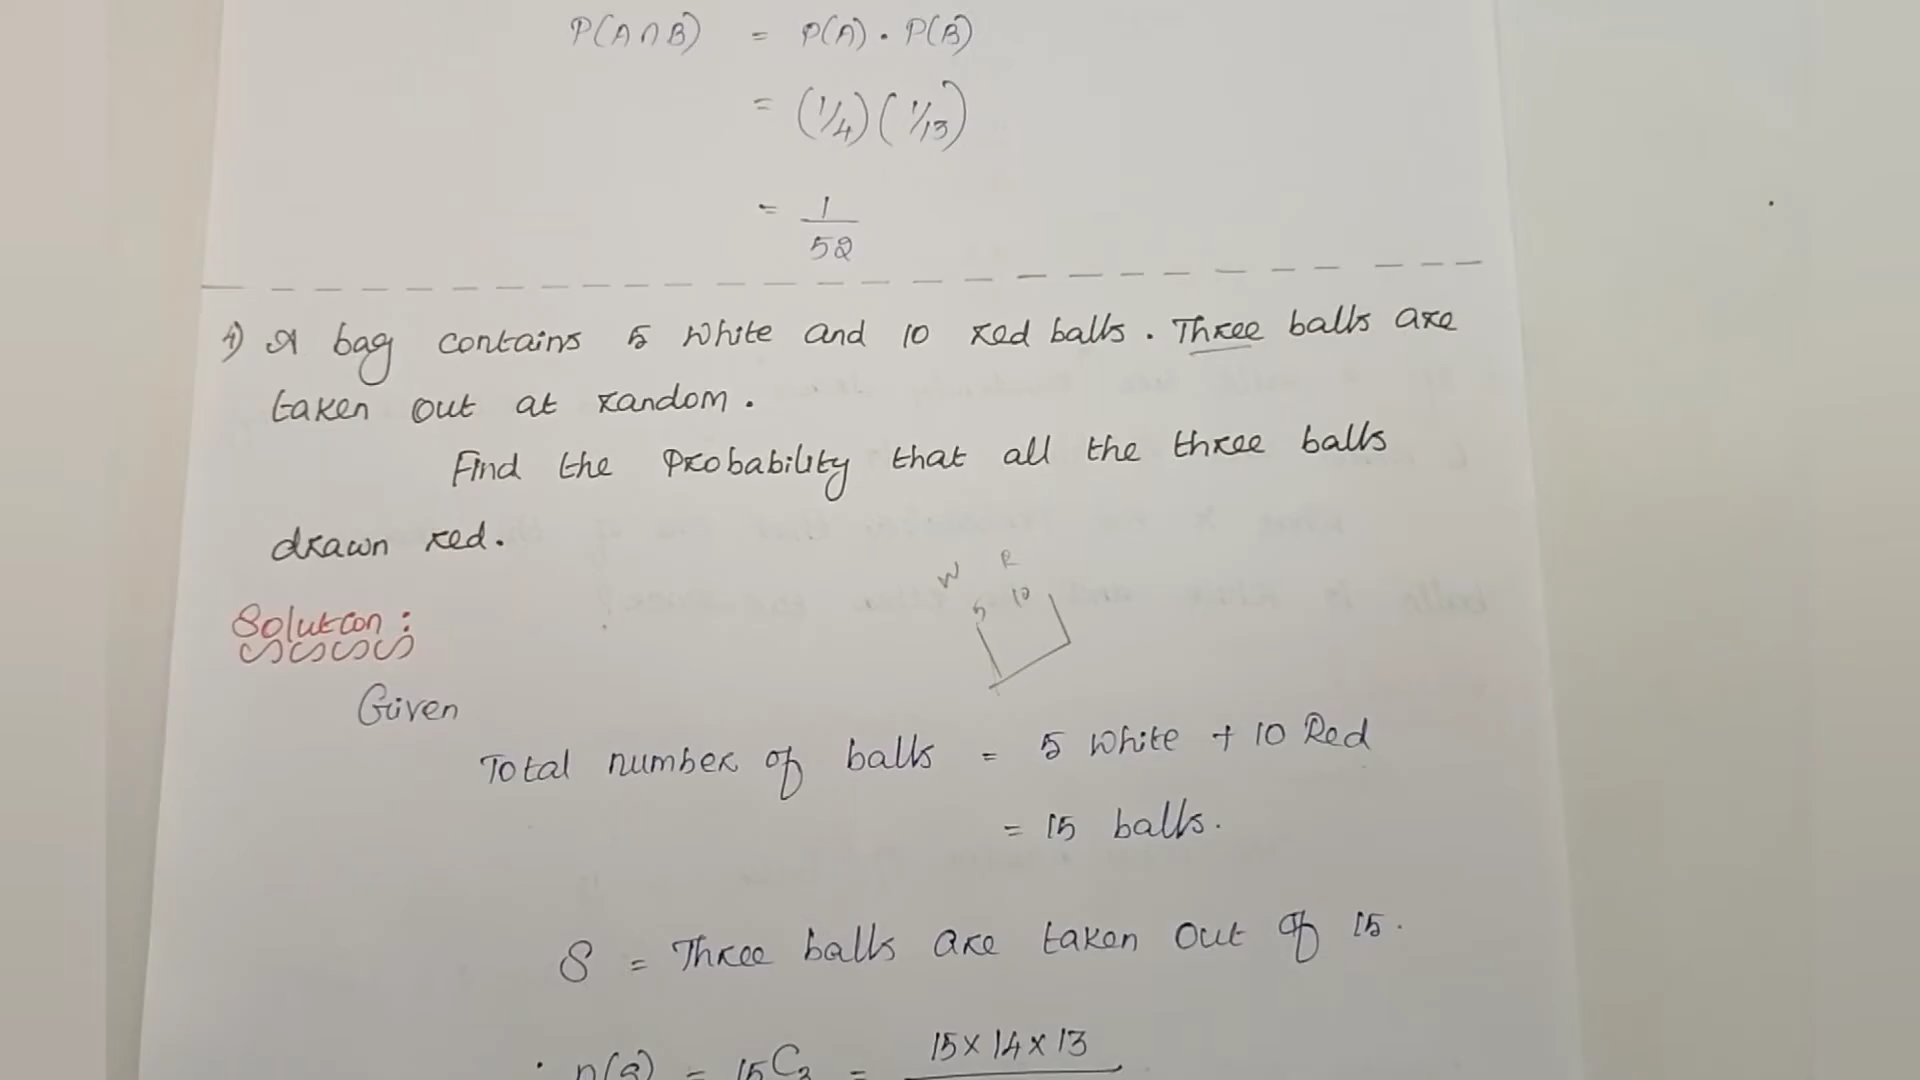 P(A∩B) = P(A) . P(B)
= (1/4) (1/13)
= 1/52
4) A bag contains 5 White and 10 red balls. Three balls are
taken out at random.
Find the Probability that all the three balls
drawn red.
W R
5 10
Solution:
Given
Total number of balls = 5 White + 10 Red
= 15 balls.
S = Three balls are taken out of 15.
∴ n(S) = 15C3 = 15 x 14 x 13